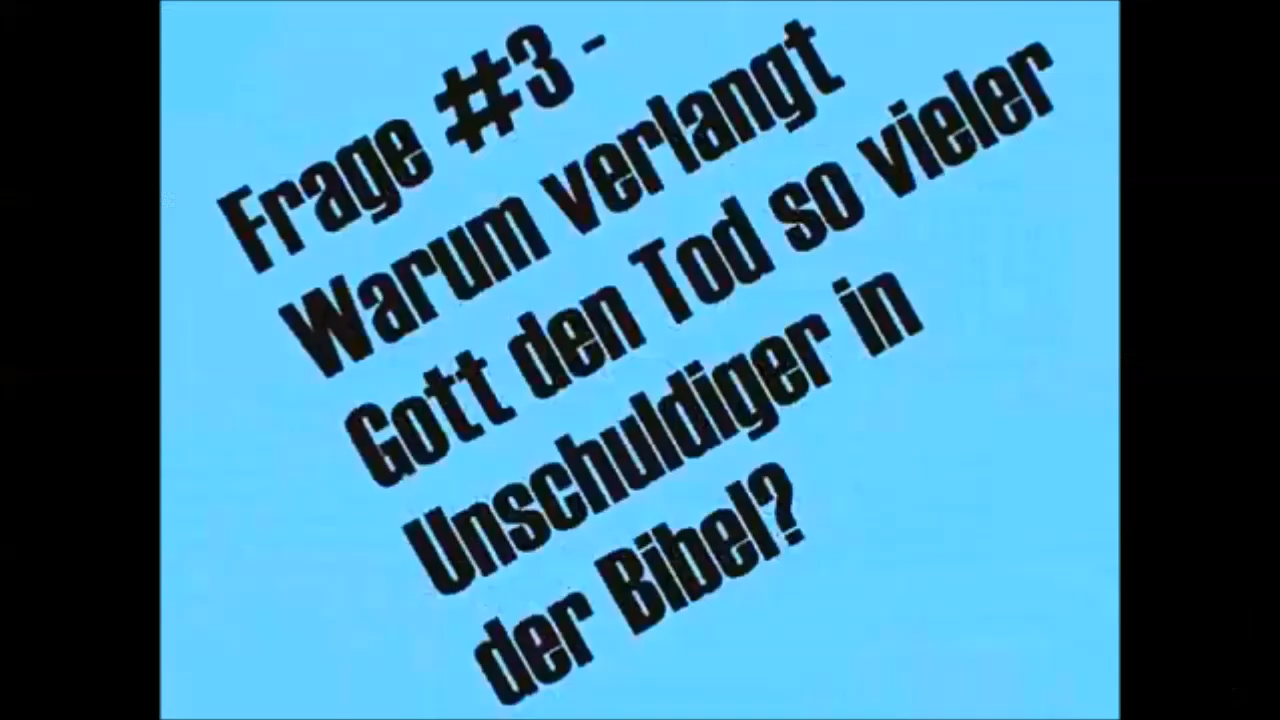 Frage #3 -
Warum verlangt
Gott den Tod so vieler
Unschuldiger in
der Bibel?